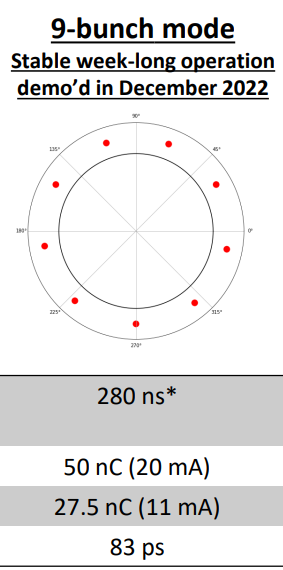 9-bunch mode
Stable week-long operation
demo'd in December 2022
90°
135°
45°
180°
0°
225°
315°
270°
280 ns*
50 nC (20 mA)
27.5 nC (11 mA)
83 ps